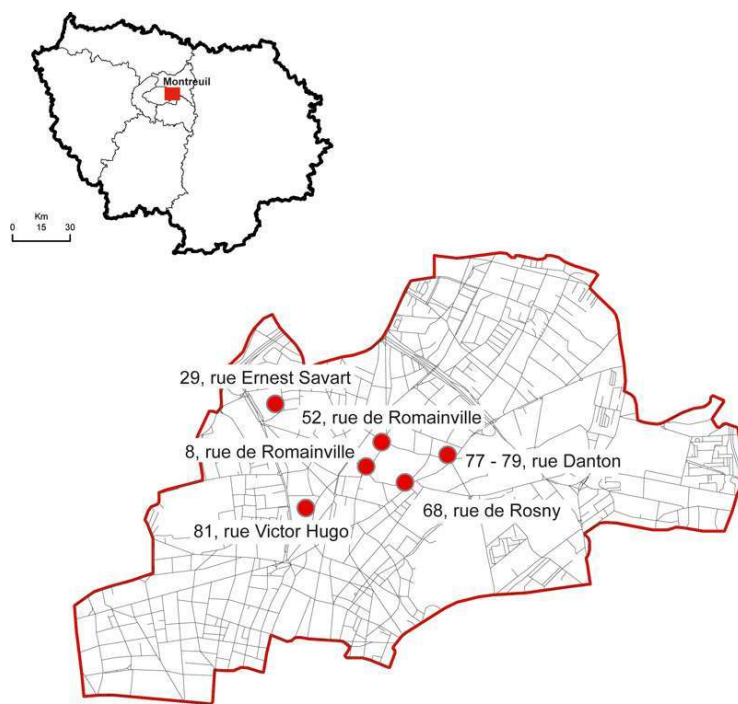 Montreuil
Km
0 15 30
29, rue Ernest Savart
52, rue de Romainville
8, rue de Romainville
77 - 79, rue Danton
68, rue de Rosny
81, rue Victor Hugo